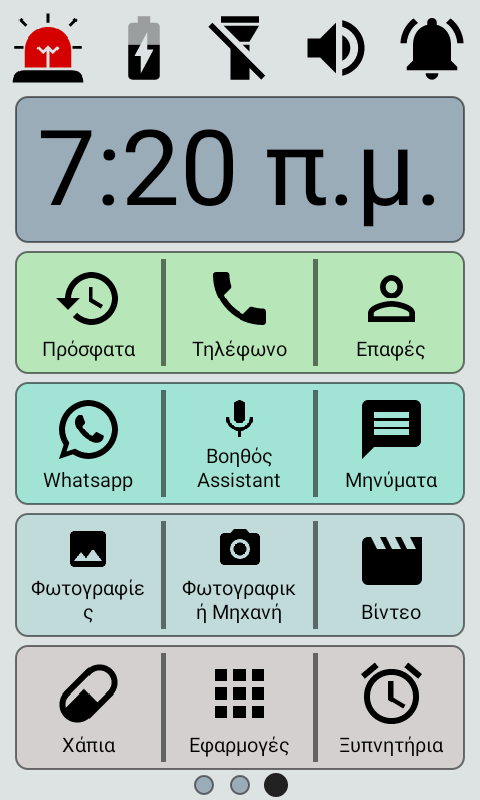 7:20 π.μ.
Πρόσφατα
Τηλέφωνο
Επαφές
Whatsapp
Βοηθός
Assistant
Μηνύματα
Φωτογραφίε
ς
Φωτογραφικ
ή Μηχανή
Βίντεο
Χάπια
Εφαρμογές
Ξυπνητήρια